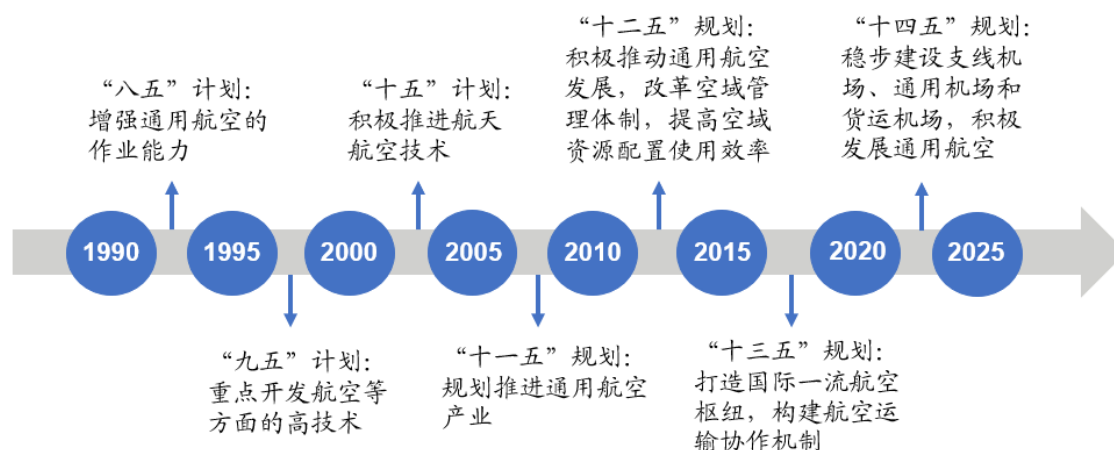 “八五”计划：
增强通用航空的
作业能力
“十五”计划：
积极推进航天
航空技术
“十二五”规划：
积极推动通用航空
发展，改革空域管
理体制，提高空域
资源配置使用效率
“十四五”规划：
稳步建设支线机
场、通用机场和
货运机场，积极
发展通用航空
1990
1995
2000
2005
2010
2015
2020
2025
“九五”计划：
重点开发航空等
方面的高技术
“十一五”规划：
规划推进通用航空
产业
“十三五”规划：
打造国际一流航空
枢纽，构建航空运
输协作机制